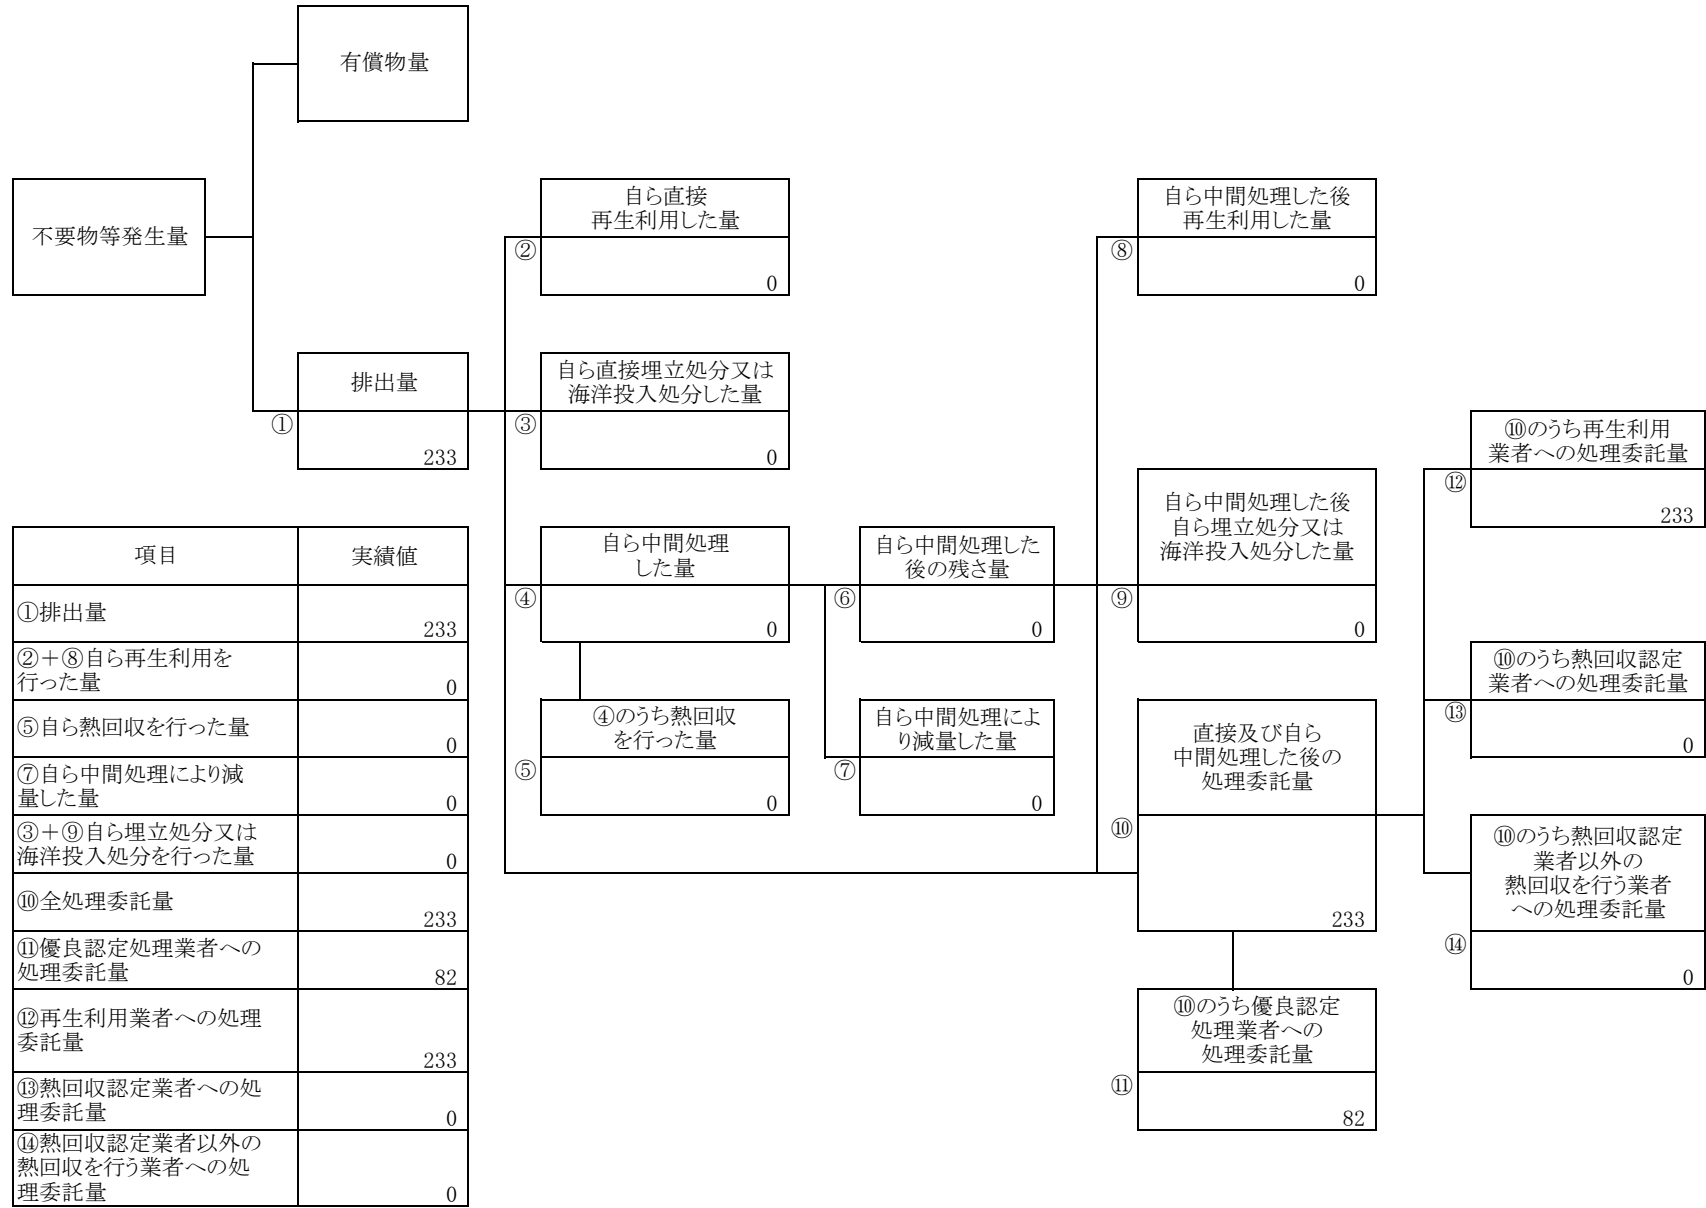 有償物量
不要物等発生量
自ら直接
再生利用した量
②
0
自ら中間処理した後
再生利用した量
⑧
0
排出量
①
233
自ら直接埋立処分又は
海洋投入処分した量
③
0
⑩のうち再生利用
業者への処理委託量
⑫
233
自ら中間処理
した量
④
0
自ら中間処理した
後の残さ量
⑥
0
自ら中間処理した後
自ら埋立処分又は
海洋投入処分した量
⑨
0
⑩のうち熱回収認定
業者への処理委託量
⑬
0
④のうち熱回収
を行った量
⑤
0
自ら中間処理によ
り減量した量
⑦
0
直接及び自ら
中間処理した後の
処理委託量
⑩
233
⑩のうち熱回収認定
業者以外の
熱回収を行う業者
への処理委託量
⑭
0
⑩のうち優良認定
処理業者への
処理委託量
⑪
82
項目 実績値
①排出量
233
②+⑧自ら再生利用を
行った量
0
⑤自ら熱回収を行った量
0
⑦自ら中間処理により減
量した量
0
③+⑨自ら埋立処分又は
海洋投入処分を行った量
0
⑩全処理委託量
233
⑪優良認定処理業者への
処理委託量
82
⑫再生利用業者への処理
委託量
233
⑬熱回収認定業者への処
理委託量
0
⑭熱回収認定業者以外の
熱回収を行う業者への処
理委託量
0